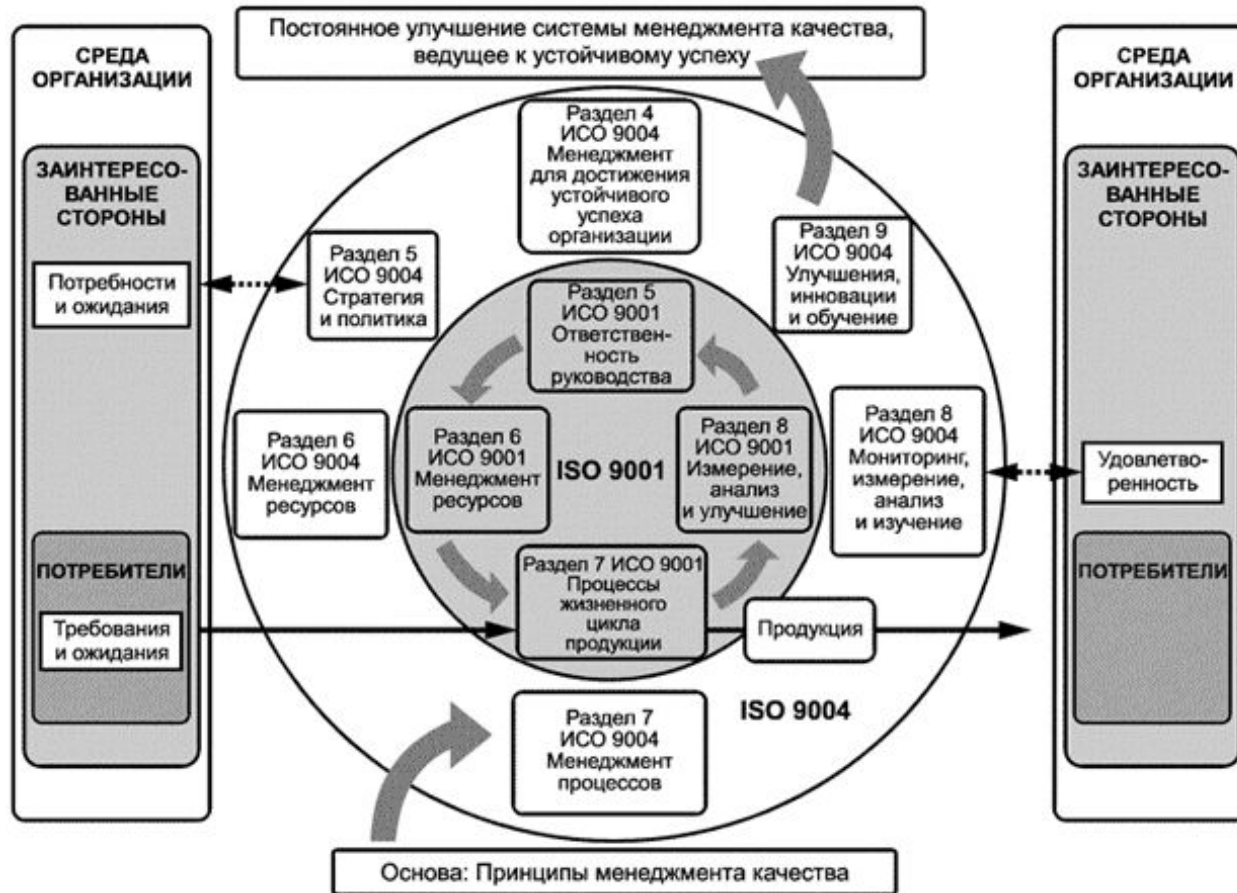 Постоянное улучшение системы менеджмента качества,
ведущее к устойчивому успеху
СРЕДА
ОРГАНИЗАЦИИ
ЗАИНТЕРЕСО-
ВАННЫЕ
СТОРОНЫ
Потребности
и ожидания
ПОТРЕБИТЕЛИ
Требования
и ожидания
Раздел 4
ИСО 9004
Менеджмент
для достижения
устойчивого
успеха
организации
Раздел 5
ИСО 9004
Стратегия
и политика
Раздел 9
ИСО 9004
Улучшения,
инновации
и обучение
Раздел 5
ИСО 9001
Ответствен-
ность
руководства
Раздел 6
ИСО 9004
Менеджмент
ресурсов
Раздел 6
ИСО 9001
Менеджмент
ресурсов
ISO 9001
Раздел 8
ИСО 9001
Измерение,
анализ
и улучшение
Раздел 8
ИСО 9004
Мониторинг,
измерение,
анализ
и изучение
Раздел 7 ИСО 9001
Процессы
жизненного
цикла
продукции
Продукция
ISO 9004
Раздел 7
ИСО 9004
Менеджмент
процессов
СРЕДА
ОРГАНИЗАЦИИ
ЗАИНТЕРЕСО-
ВАННЫЕ
СТОРОНЫ
Удовлетво-
ренность
ПОТРЕБИТЕЛИ
Основа: Принципы менеджмента качества